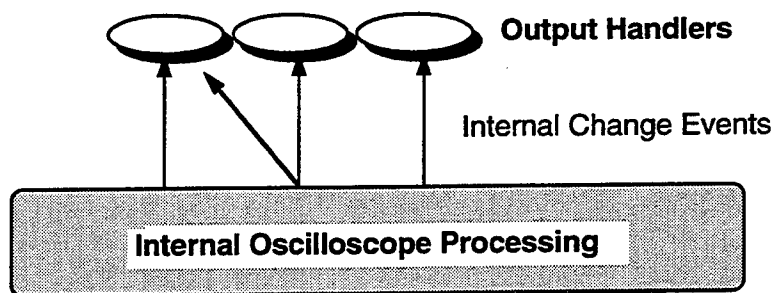 Output Handlers
Internal Change Events
Internal Oscilloscope Processing